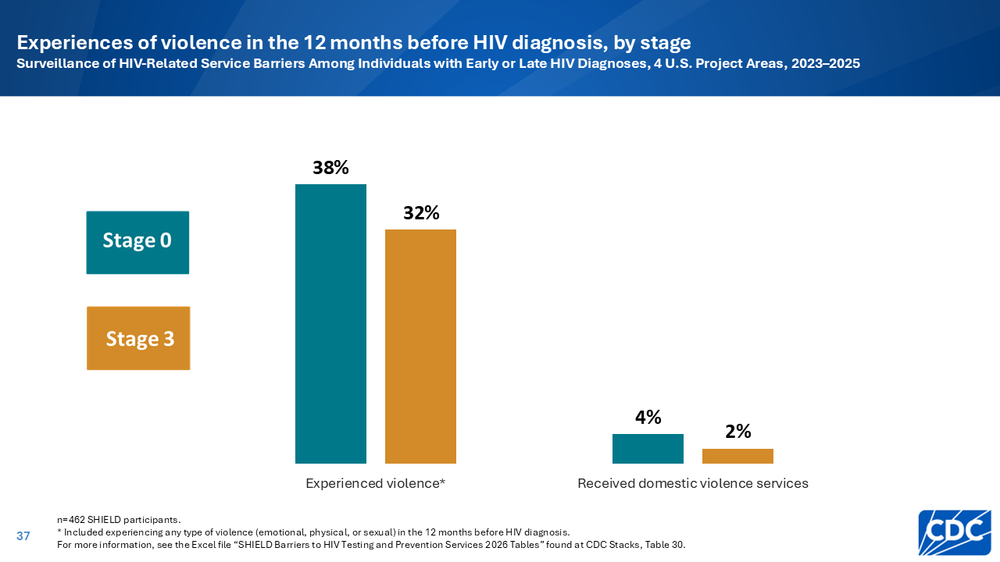 Experiences of violence in the 12 months before HIV diagnosis, by stage
Surveillance of HIV-Related Service Barriers Among Individuals with Early or Late HIV Diagnoses, 4 U.S. Project Areas, 2023–2025
Stage 0
Stage 3
38%
32%
4%
2%
Experienced violence*
Received domestic violence services
n=462 SHIELD participants.
* Included experiencing any type of violence (emotional, physical, or sexual) in the 12 months before HIV diagnosis.
For more information, see the Excel file “SHIELD Barriers to HIV Testing and Prevention Services 2026 Tables” found at CDC Stacks, Table 30.
37
CDC